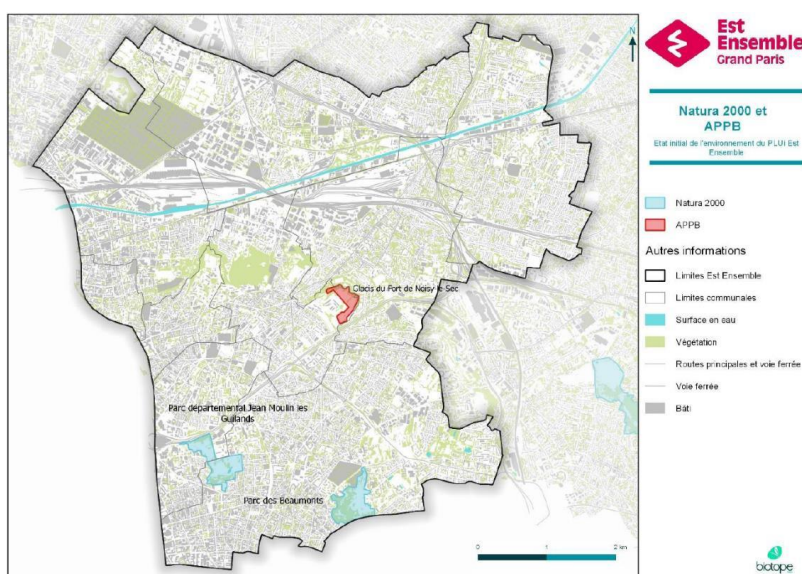 N
Glacis du Fort de Noisy-le-Sec
Parc départemental Jean Moulin les
Guilands
Parc des Beaumonts
0 1 2 km
Est
Ensemble
Grand Paris
Natura 2000 et
APPB
Etat initial de l'environnement du PLUi Est
Ensemble
Natura 2000
APPB
Autres informations
Limites Est Ensemble
Limites communales
Surface en eau
Végétation
Routes principales et voie ferrée
Voie ferrée
Bâti
biotope